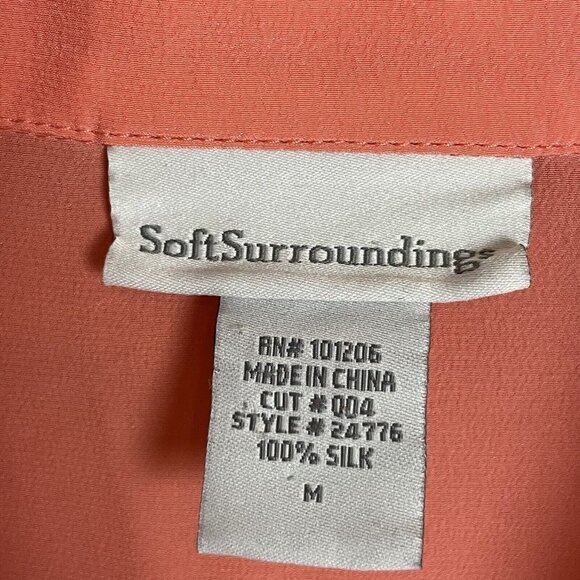 SoftSurroundings
RN# 101206
MADE IN CHINA
CUT # 004
STYLE # 24776
100% SILK
M